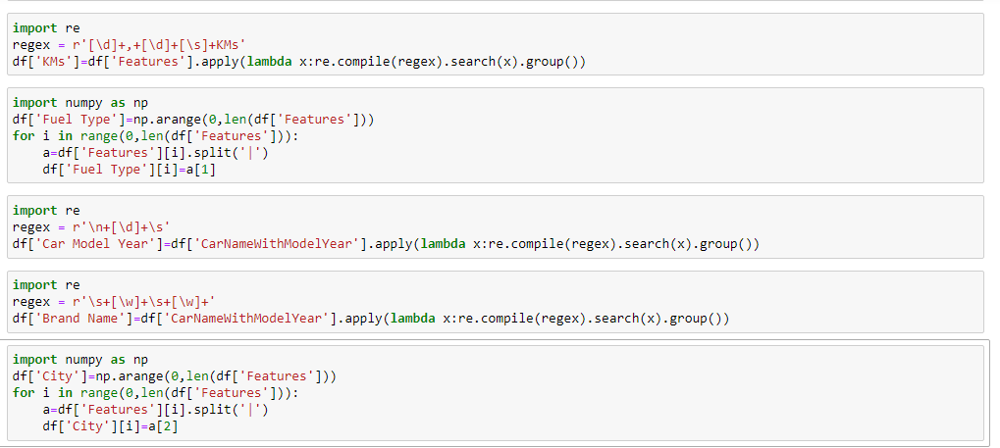 import re
regex = r'[\d]+,+[\d]+[\s]+KMs'
df['KMs']=df['Features'].apply(lambda x:re.compile(regex).search(x).group())
import numpy as np
df['Fuel Type']=np.arange(0,len(df['Features']))
for i in range(0,len(df['Features'])):
    a=df['Features'][i].split('|')
    df['Fuel Type'][i]=a[1]
import re
regex = r'\n+[\d]+\s'
df['Car Model Year']=df['CarNameWithModelYear'].apply(lambda x:re.compile(regex).search(x).group())
import re
regex = r'\s+[\w]+\s+[\w]+'
df['Brand Name']=df['CarNameWithModelYear'].apply(lambda x:re.compile(regex).search(x).group())
import numpy as np
df['City']=np.arange(0,len(df['Features']))
for i in range(0,len(df['Features'])):
    a=df['Features'][i].split('|')
    df['City'][i]=a[2]